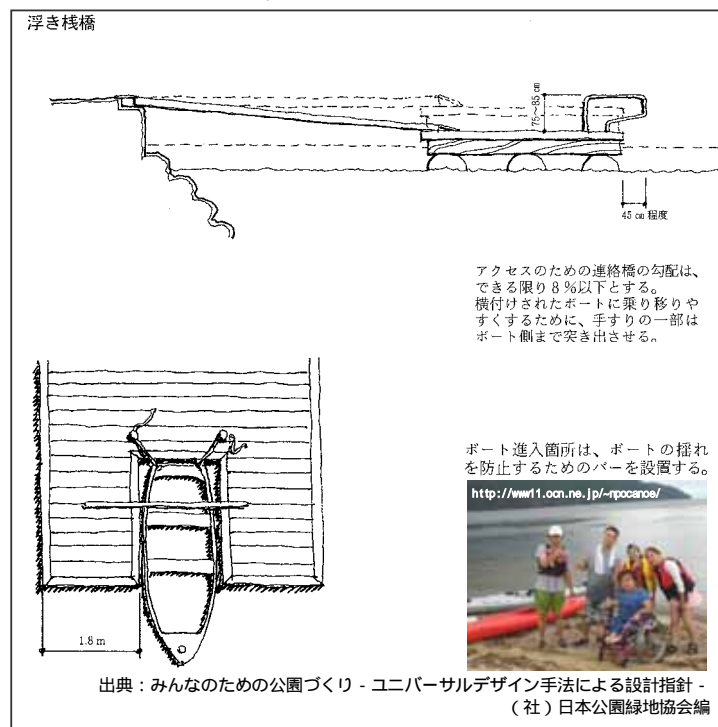 浮き桟橋
75〜85㎝
45㎝程度
アクセスのための連絡橋の勾配は、
できる限り8%以下とする。
横付けされたボートに乗り移りや
すくするために、手すりの一部は
ボート側まで突き出させる。
ボート進入箇所は、ボートの揺れ
を防止するためのバーを設置する。
http://www11.ocn.ne.jp/~npocanoe/
1.8m
出典：みんなのための公園づくり - ユニバーサルデザイン手法による設計指針 -
（社）日本公園緑地協会編